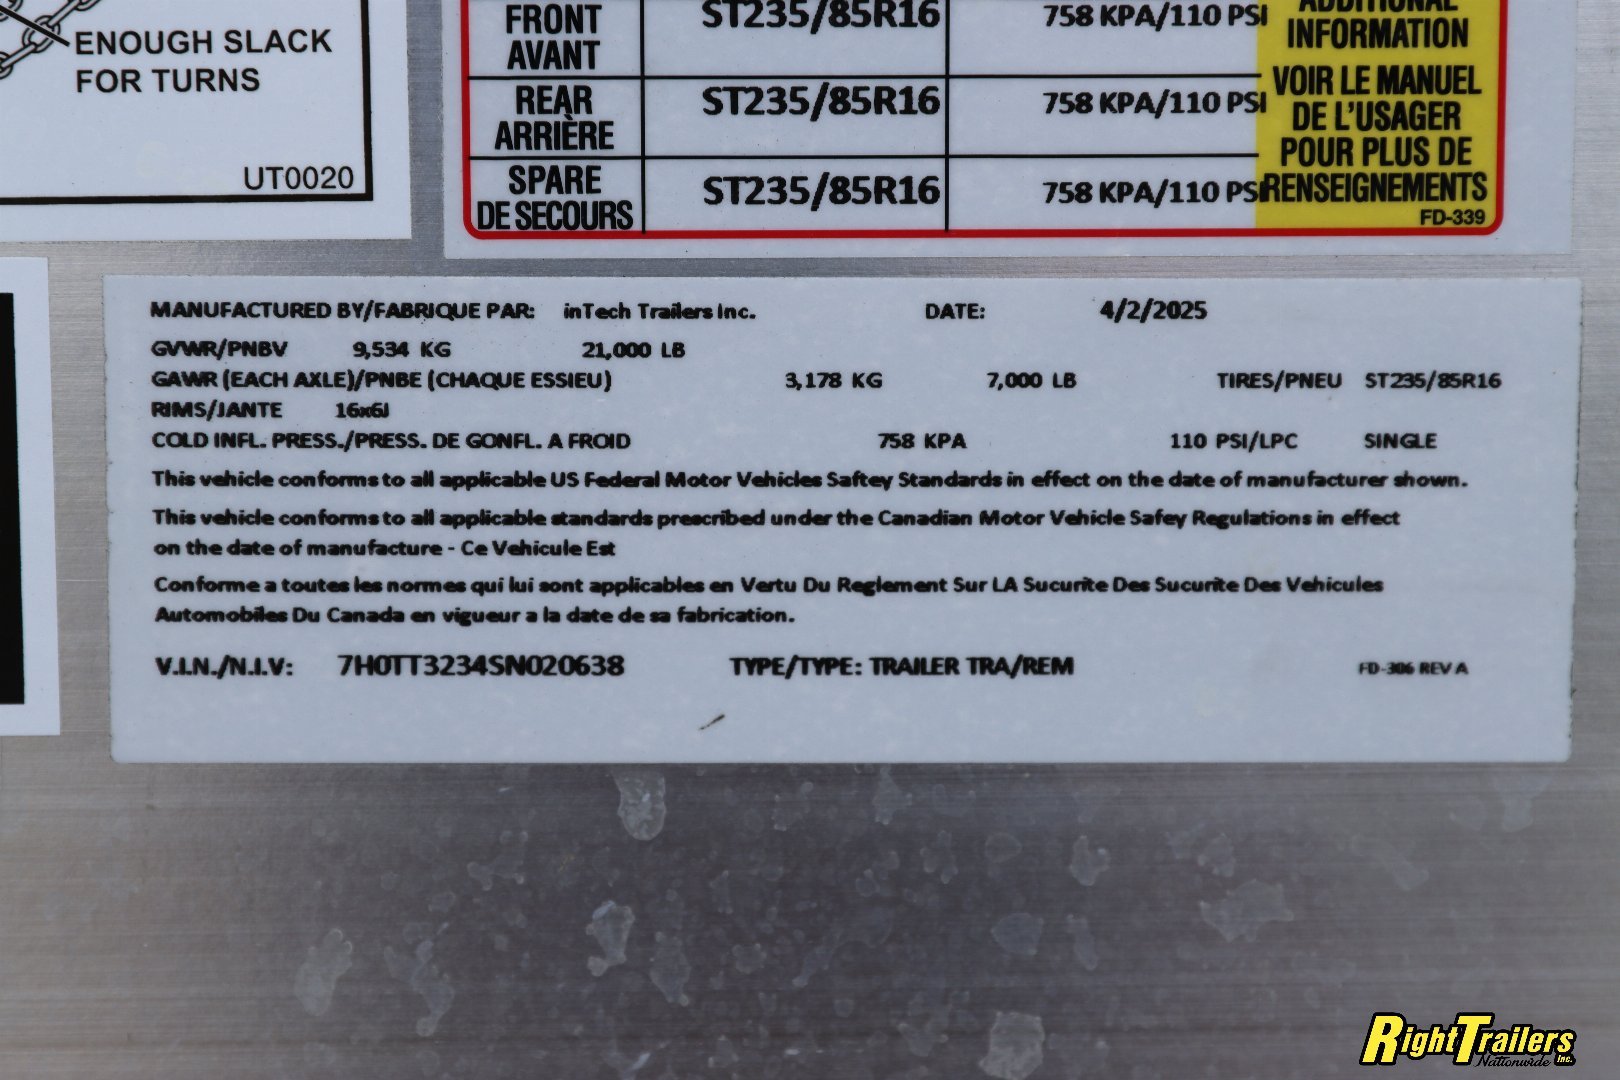 ENOUGH SLACK
FOR TURNS
UT0020
FRONT
AVANT
ST235/85R16
758 KPA/110 PSI
REAR
ARRIÈRE
ST235/85R16
758 KPA/110 PSI
SPARE
DE SECOURS
ST235/85R16
758 KPA/110 PSI
ADDITIONAL
INFORMATION
VOIR LE MANUEL
DE L'USAGER
POUR PLUS DE
RENSEIGNEMENTS
FD-339
MANUFACTURED BY/FABRIQUE PAR: inTech Trailers Inc. DATE: 4/2/2025
GVWR/PNBV 9,534 KG 21,000 LB
GAWR (EACH AXLE)/PNBE (CHAQUE ESSIEU) 3,178 KG 7,000 LB TIRES/PNEU ST235/85R16
RIMS/JANTE 16x6J
COLD INFL. PRESS./PRESS. DE GONFL. A FROID 758 KPA 110 PSI/LPC SINGLE
This vehicle conforms to all applicable US Federal Motor Vehicles Saftey Standards in effect on the date of manufacturer shown.
This vehicle conforms to all applicable standards prescribed under the Canadian Motor Vehicle Safey Regulations in effect
on the date of manufacture - Ce Vehicule Est
Conforme a toutes les normes qui lui sont applicables en Vertu Du Reglement Sur LA Sucurite Des Sucurite Des Vehicules
Automobiles Du Canada en vigueur a la date de sa fabrication.
V.I.N./N.I.V: 7H0TT3234SN020638 TYPE/TYPE: TRAILER TRA/REM FD-306 REV A
RightTrailers
Nationwide Inc.